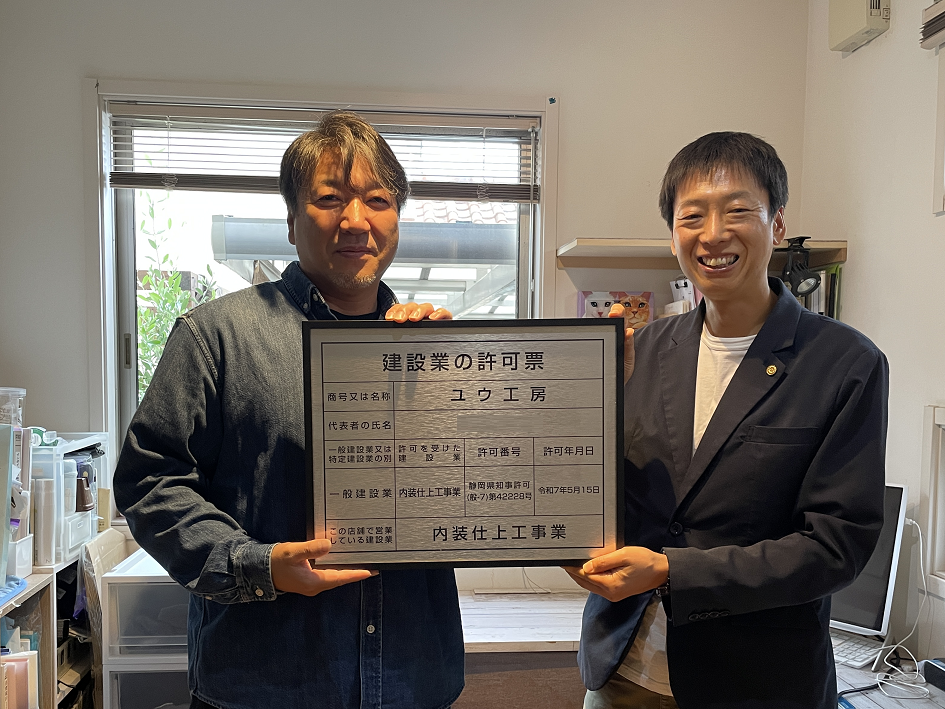 建設業の許可票
商号又は名称
ユウ工房
代表者の氏名
一般建設業又は
特定建設業の別
許可を受けた
建設業
許可番号
許可年月日
一般建設業
内装仕上工事業
静岡県知事許可
(般-7)第42228号
令和7年5月15日
この店舗で営業
している建設業
内装仕上工事業